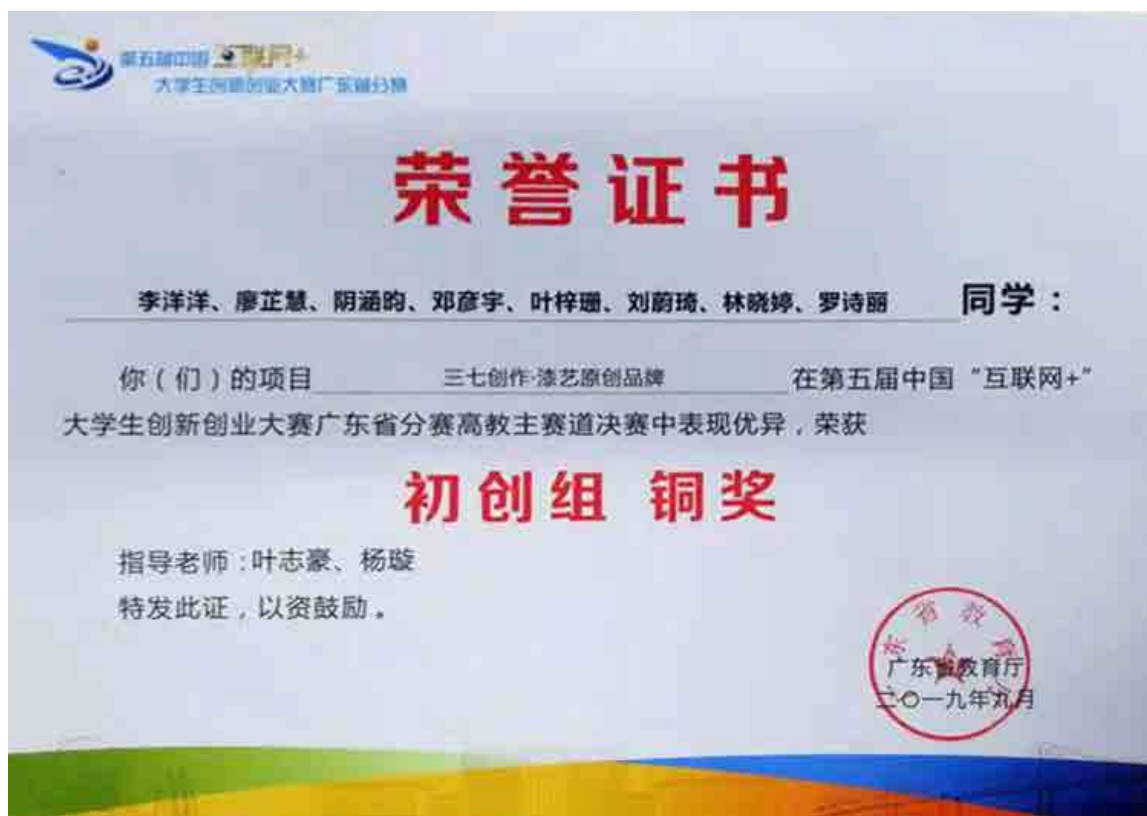 第五届中国 互联网+
大学生创新创业大赛广东省分赛
荣誉证书
李洋洋、廖芷慧、阴涵昀、邓彦宇、叶梓珊、刘蔚琦、林晓婷、罗诗丽 同学：
你（们）的项目 三七创作·漆艺原创品牌 在第五届中国“互联网+”
大学生创新创业大赛广东省分赛高教主赛道决赛中表现优异，荣获
初创组 铜奖
指导老师：叶志豪、杨璇
特发此证，以资鼓励。
东省教育
广东省教育厅
二〇一九年九月